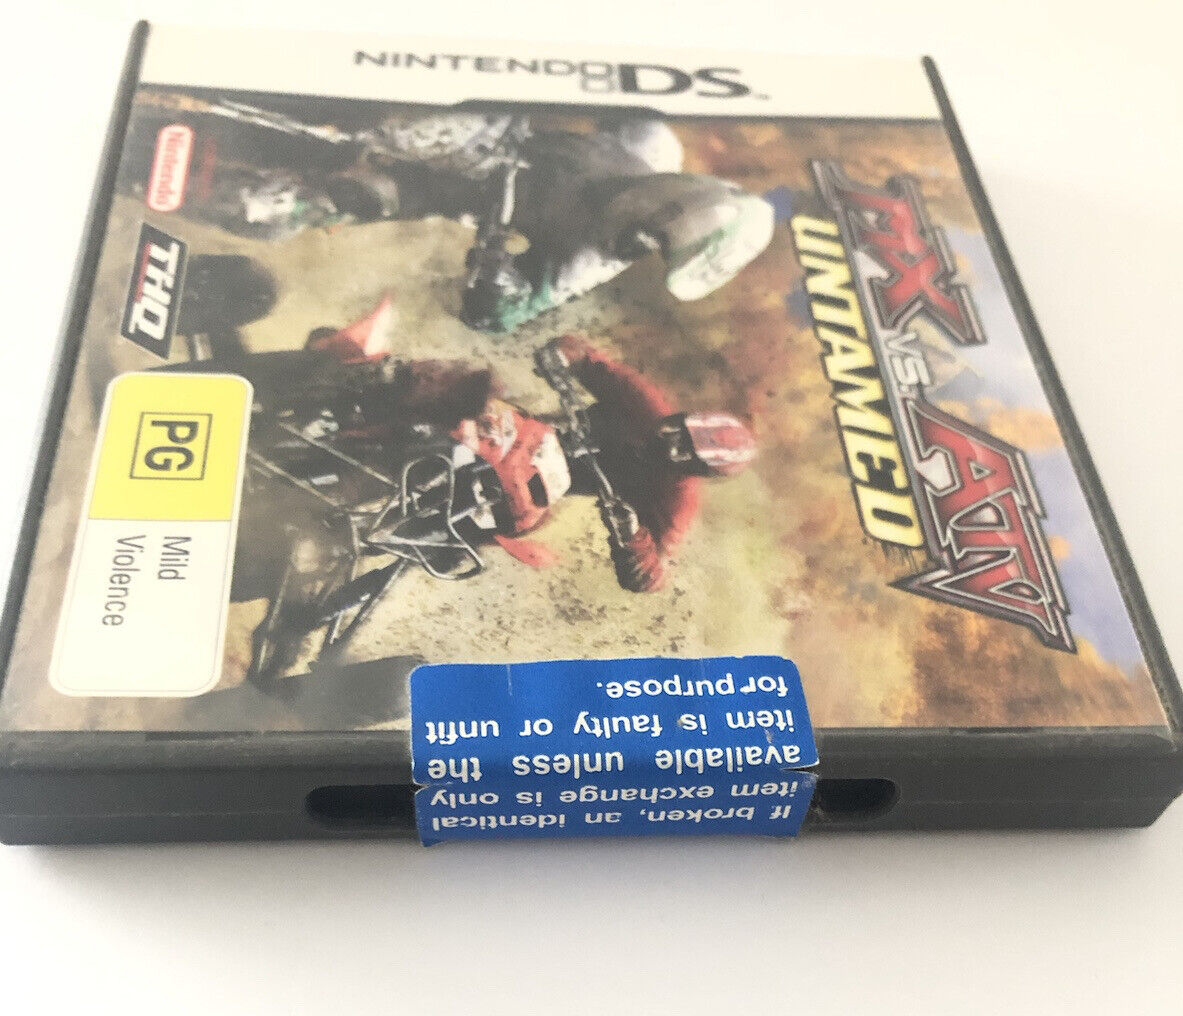 NINTENDO DS™
MX VS. ATV
UNTAMED
Nintendo
THQ
PG
Mild
Violence
If broken, an identical
item exchange is only
available unless the
item is faulty or unfit
for purpose.